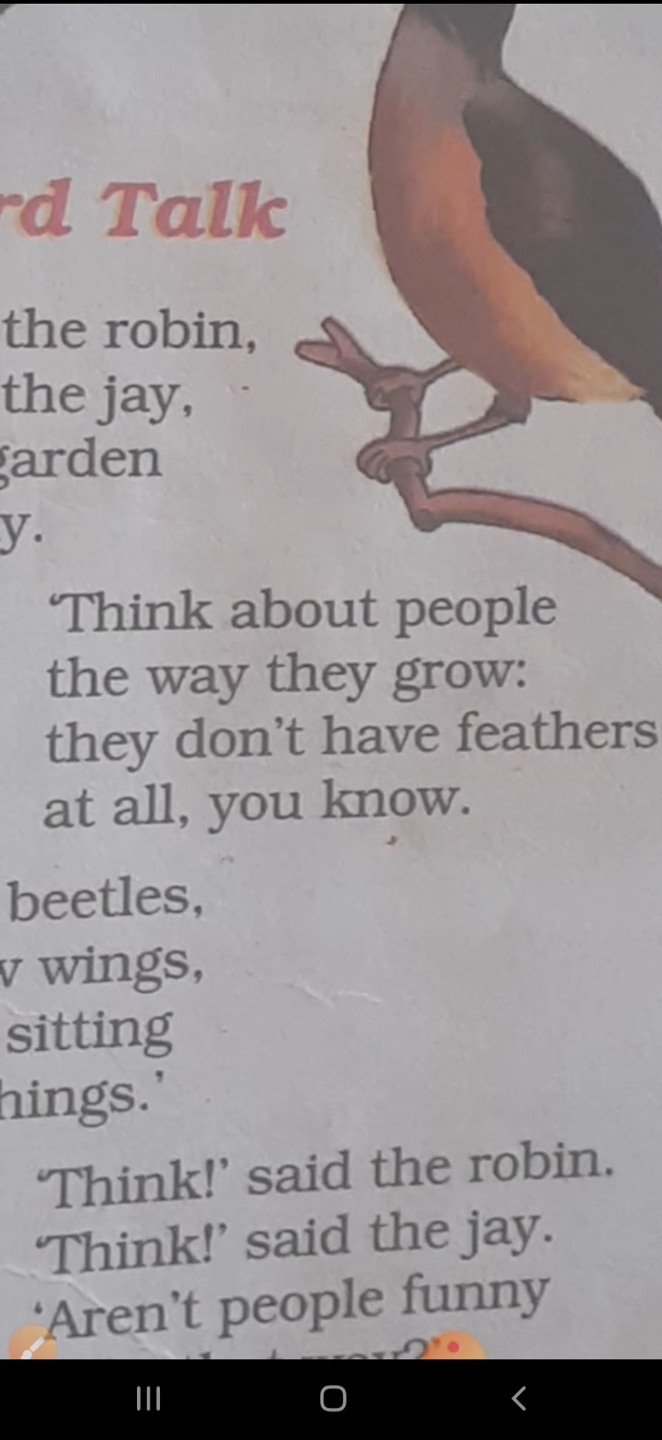 rd Talk
the robin,
the jay,
garden
y.
‘Think about people
the way they grow:
they don’t have feathers
at all, you know.
beetles,
w wings,
sitting
hings.’
‘Think!’ said the robin.
‘Think!’ said the jay.
‘Aren’t people funny